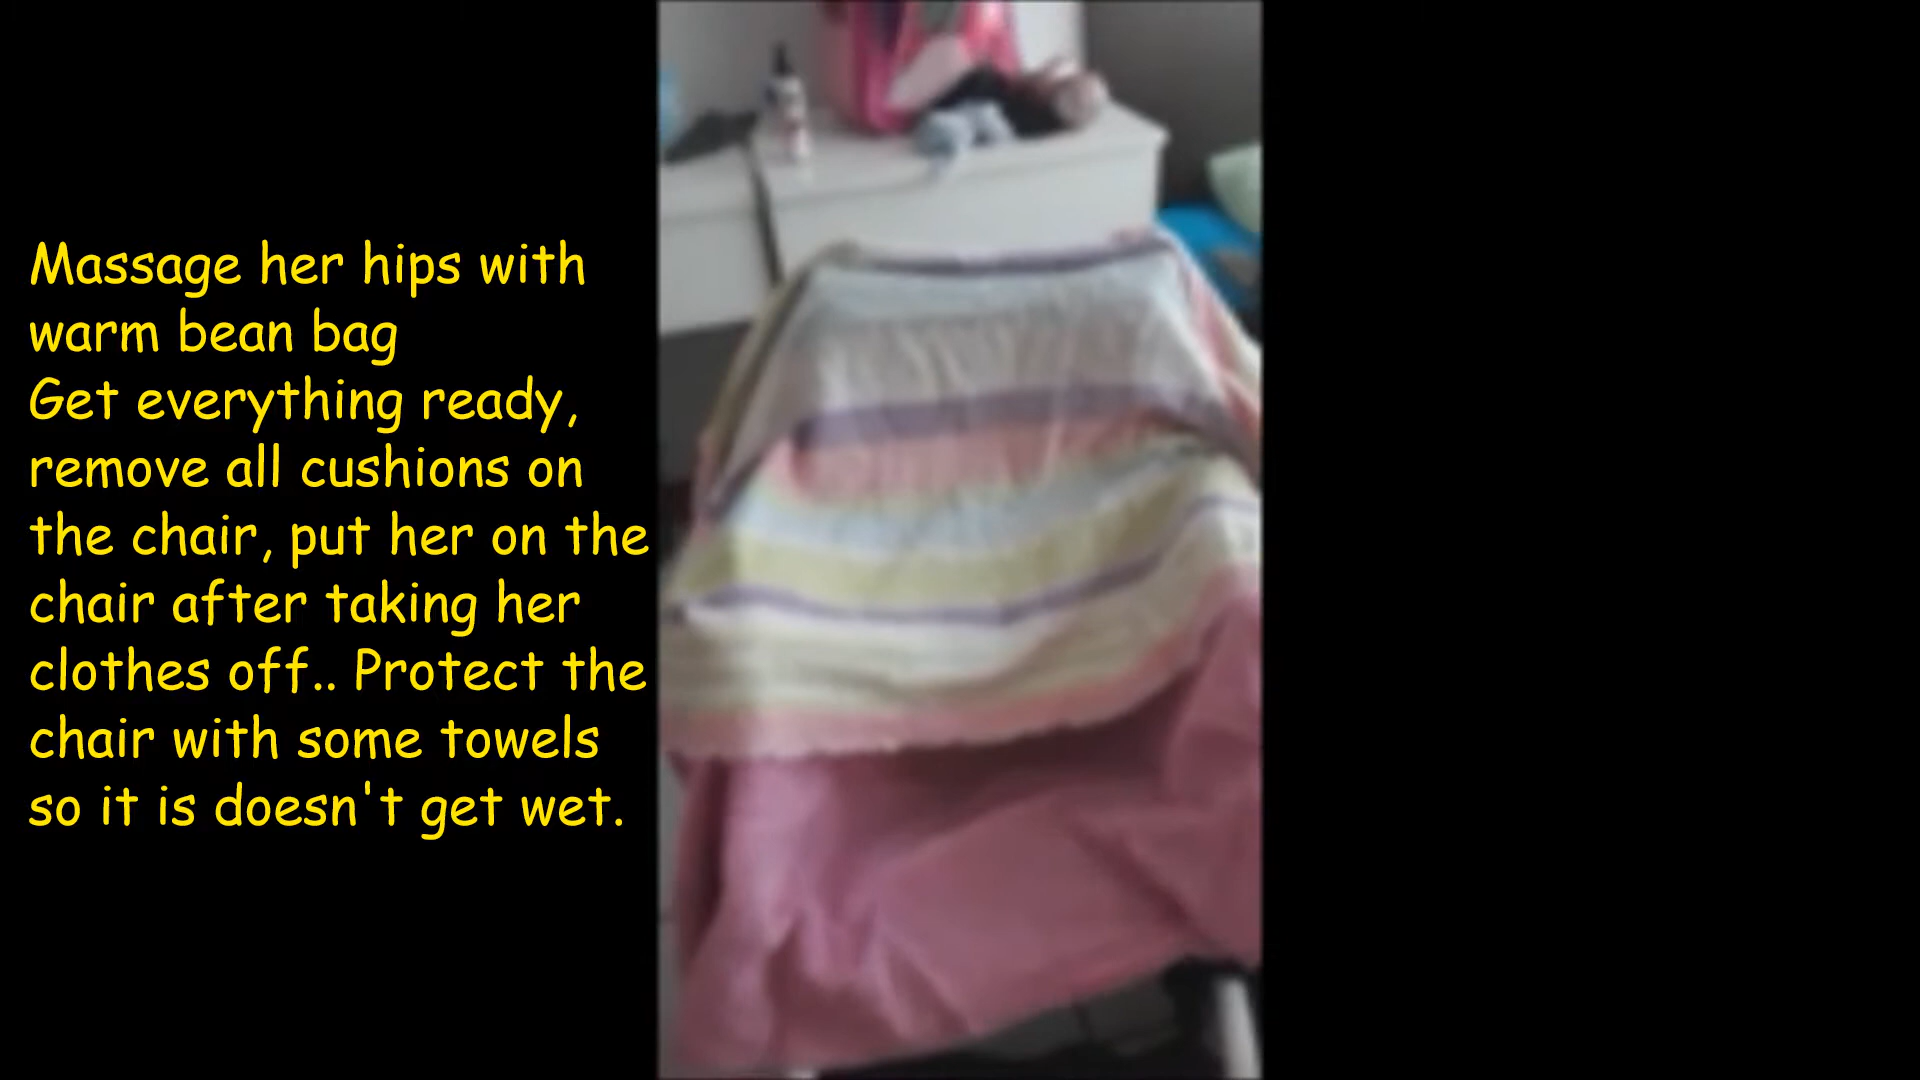 Massage her hips with
warm bean bag
Get everything ready,
remove all cushions on
the chair, put her on the
chair after taking her
clothes off.. Protect the
chair with some towels
so it is doesn't get wet.